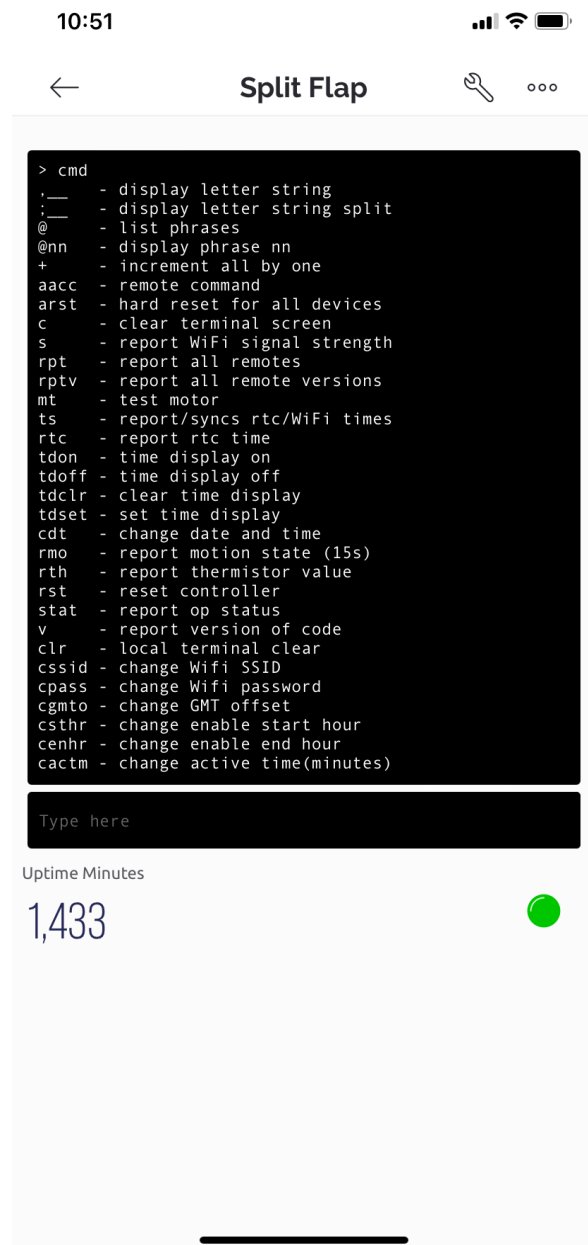 10:51
Split Flap
> cmd
,__ - display letter string
;__ - display letter string split
@ - list phrases
@nn - display phrase nn
+ - increment all by one
aacc - remote command
arst - hard reset for all devices
c - clear terminal screen
s - report WiFi signal strength
rpt - report all remotes
rptv - report all remote versions
mt - test motor
ts - report/syncs rtc/WiFi times
rtc - report rtc time
tdon - time display on
tdoff - time display off
tdclr - clear time display
tdset - set time display
cdt - change date and time
rmo - report motion state (15s)
rth - report thermistor value
rst - reset controller
stat - report op status
v - report version of code
clr - local terminal clear
cssid - change Wifi SSID
cpass - change Wifi password
cgmto - change GMT offset
csthr - change enable start hour
cenhr - change enable end hour
cactm - change active time(minutes)
Type here
Uptime Minutes
1,433